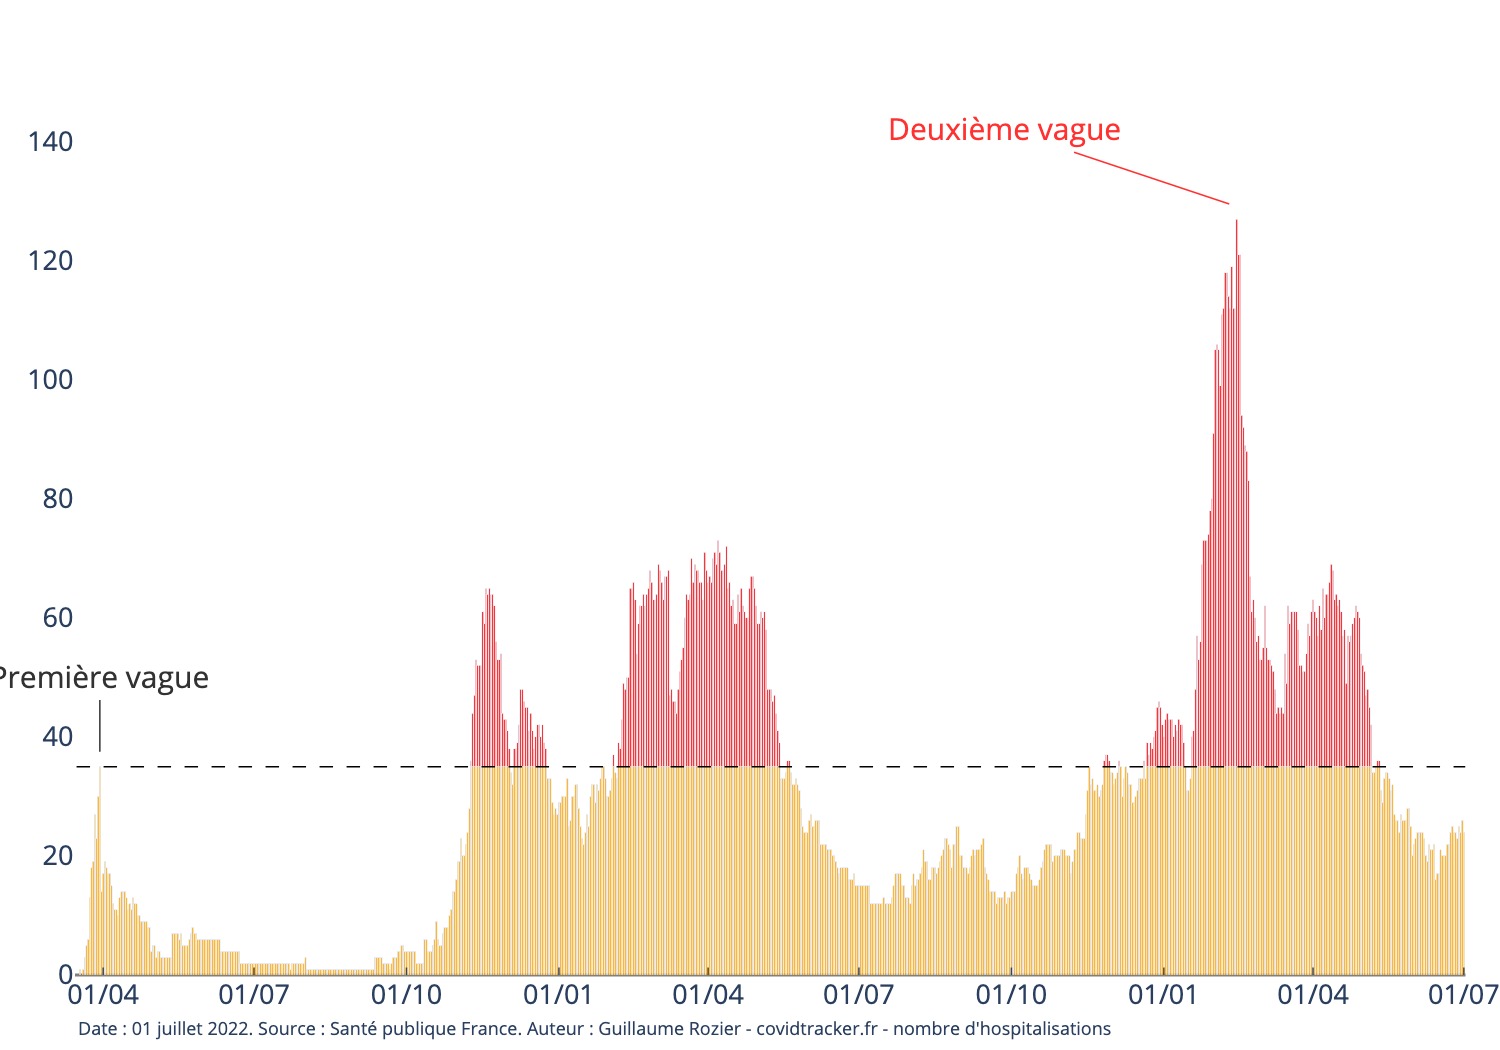 Deuxième vague
140
120
100
80
60
Première vague
40
20
0
01/04 01/07 01/10 01/01 01/04 01/07 01/10 01/01 01/04 01/07
Date : 01 juillet 2022. Source : Santé publique France. Auteur : Guillaume Rozier - covidtracker.fr - nombre d'hospitalisations